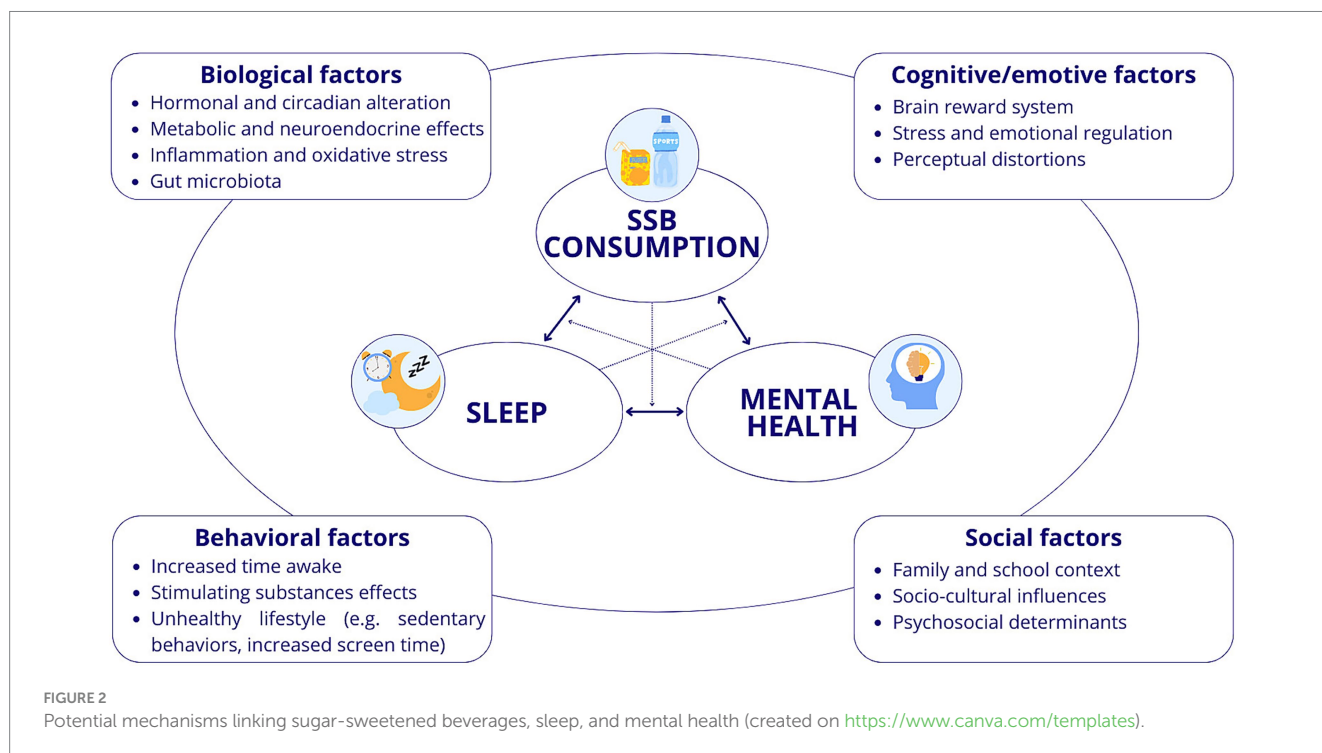 Biological factors
• Hormonal and circadian alteration
• Metabolic and neuroendocrine effects
• Inflammation and oxidative stress
• Gut microbiota
Cognitive/emotive factors
• Brain reward system
• Stress and emotional regulation
• Perceptual distortions
SPORTS
SSB
CONSUMPTION
zzz
SLEEP
MENTAL
HEALTH
Behavioral factors
• Increased time awake
• Stimulating substances effects
• Unhealthy lifestyle (e.g. sedentary
behaviors, increased screen time)
Social factors
• Family and school context
• Socio-cultural influences
• Psychosocial determinants
FIGURE 2
Potential mechanisms linking sugar-sweetened beverages, sleep, and mental health (created on https://www.canva.com/templates).